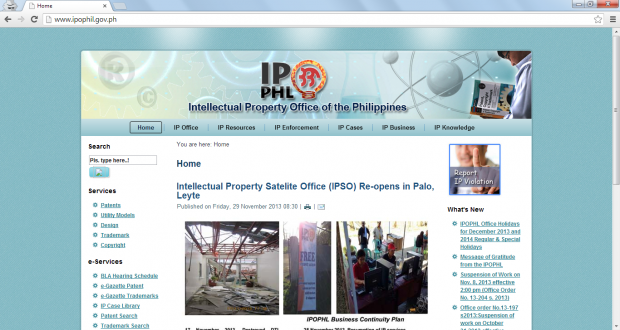 Home
www.ipophil.gov.ph
IP
PHL
Intellectual Property Office of the Philippines
Home
IP Office
IP Resources
IP Enforcement
IP Cases
IP Business
IP Knowledge
Search
Pls. type here..!
Services
Patents
Utility Models
Design
Trademark
Copyright
e-Services
BLA Hearing Schedule
e-Gazette Patents
e-Gazette Trademarks
IP Case Library
Patent Search
Trademark Search
You are here: Home
Home
Intellectual Property Satelite Office (IPSO) Re-opens in Palo,
Leyte
Published on Friday, 29 November 2013 08:30
FREE
IPOPHL Business Continuity Plan
Report
IP Violation
What's New
IPOPHL Office Holidays
for December 2013 and
2014 Regular & Special
Holidays
Message of Gratitude
from the IPOPHL
Suspension of Work on
Nov. 8, 2013 effective
2:00 pm (Office Order
No. 13-204 s. 2013)
Office order No.13-197
s2013:Suspension of
work on October